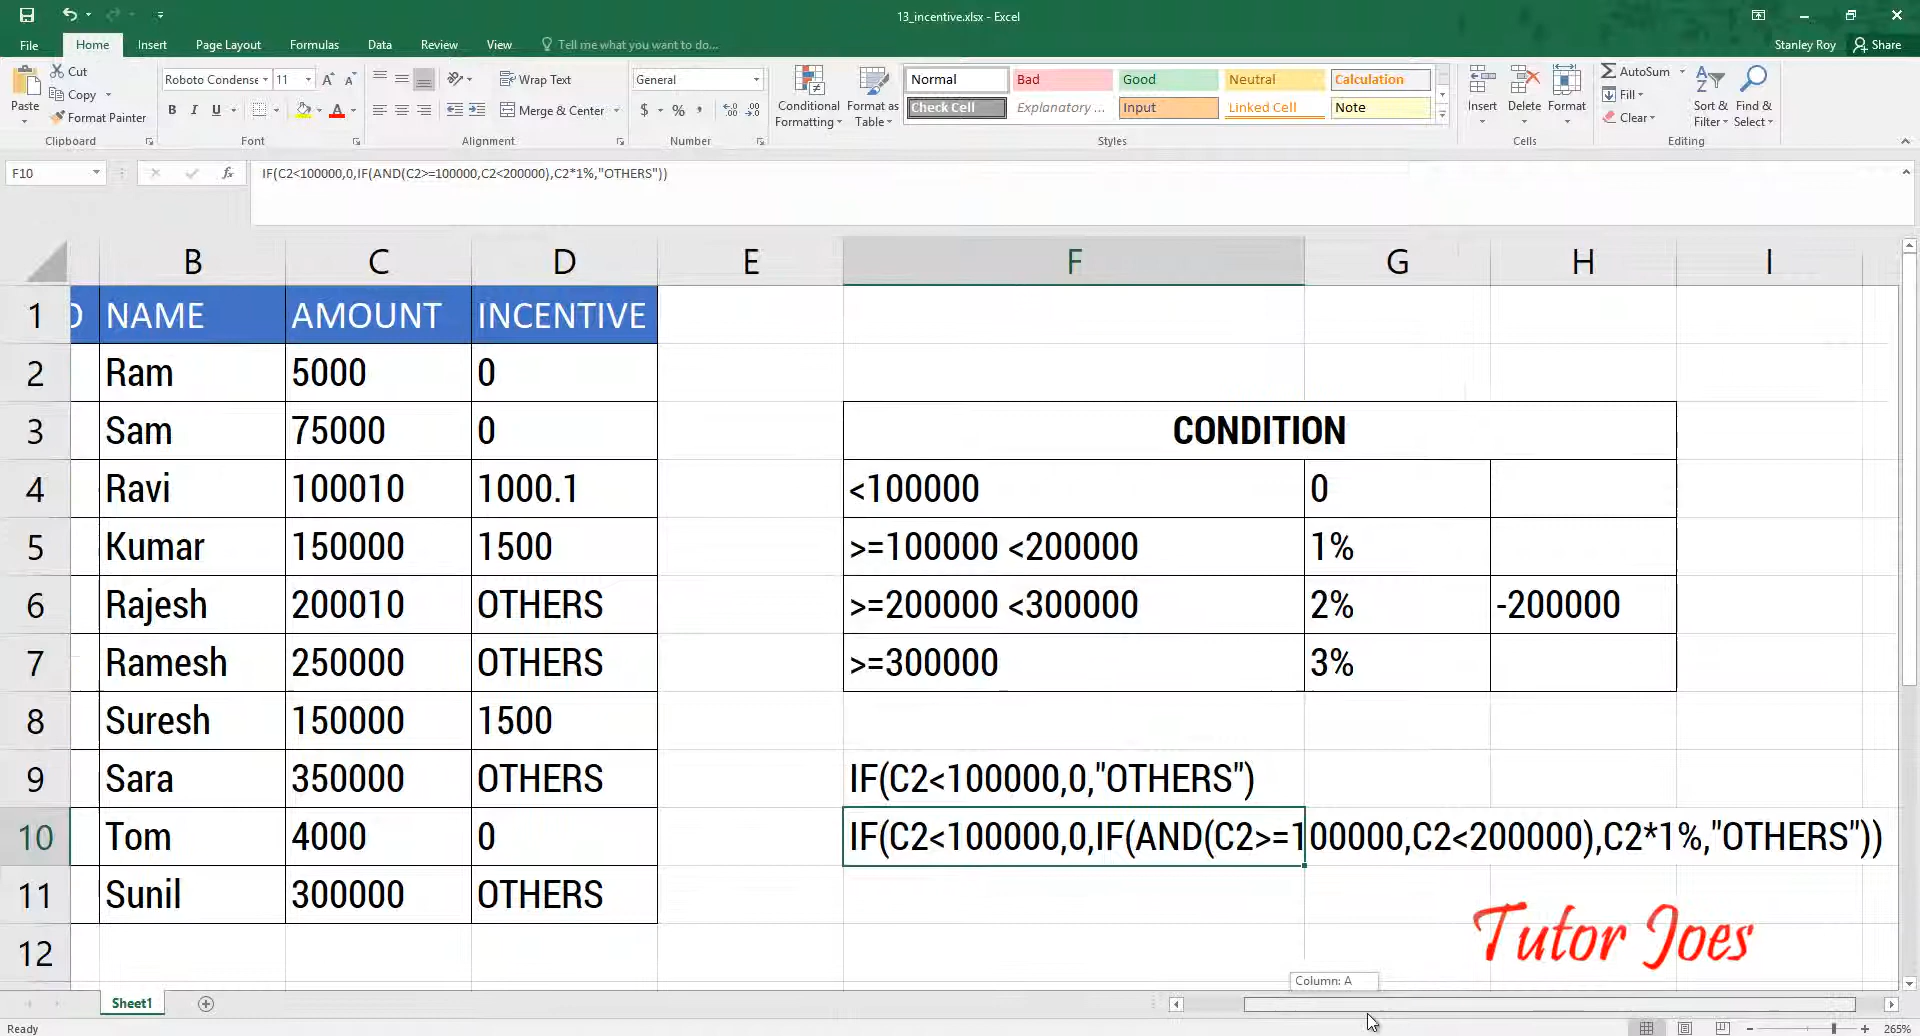 13_incentive.xlsx - Excel
File Home Insert Page Layout Formulas Data Review View Tell me what you want to do... Stanley Roy Share
Paste
Cut
Copy
Format Painter
Clipboard
Roboto Condense 11
B I U
Font
Wrap Text
Merge & Center
Alignment
General
$ % ,
Number
Conditional Formatting
Format as Table
Normal Bad Good Neutral Calculation
Check Cell Explanatory ... Input Linked Cell Note
Styles
Insert Delete Format
Cells
AutoSum
Fill
Clear
Sort & Filter
Find & Select
Editing
F10 fx IF(C2<100000,0,IF(AND(C2>=100000,C2<200000),C2*1%,"OTHERS"))
B C D E F G H I
1 NAME AMOUNT INCENTIVE
2 Ram 5000 0
3 Sam 75000 0 CONDITION
4 Ravi 100010 1000.1 <100000 0
5 Kumar 150000 1500 >=100000 <200000 1%
6 Rajesh 200010 OTHERS >=200000 <300000 2% -200000
7 Ramesh 250000 OTHERS >=300000 3%
8 Suresh 150000 1500
9 Sara 350000 OTHERS IF(C2<100000,0,"OTHERS")
10 Tom 4000 0 IF(C2<100000,0,IF(AND(C2>=100000,C2<200000),C2*1%,"OTHERS"))
11 Sunil 300000 OTHERS
12
Tutor Joes
Column: A
Sheet1
Ready 265%